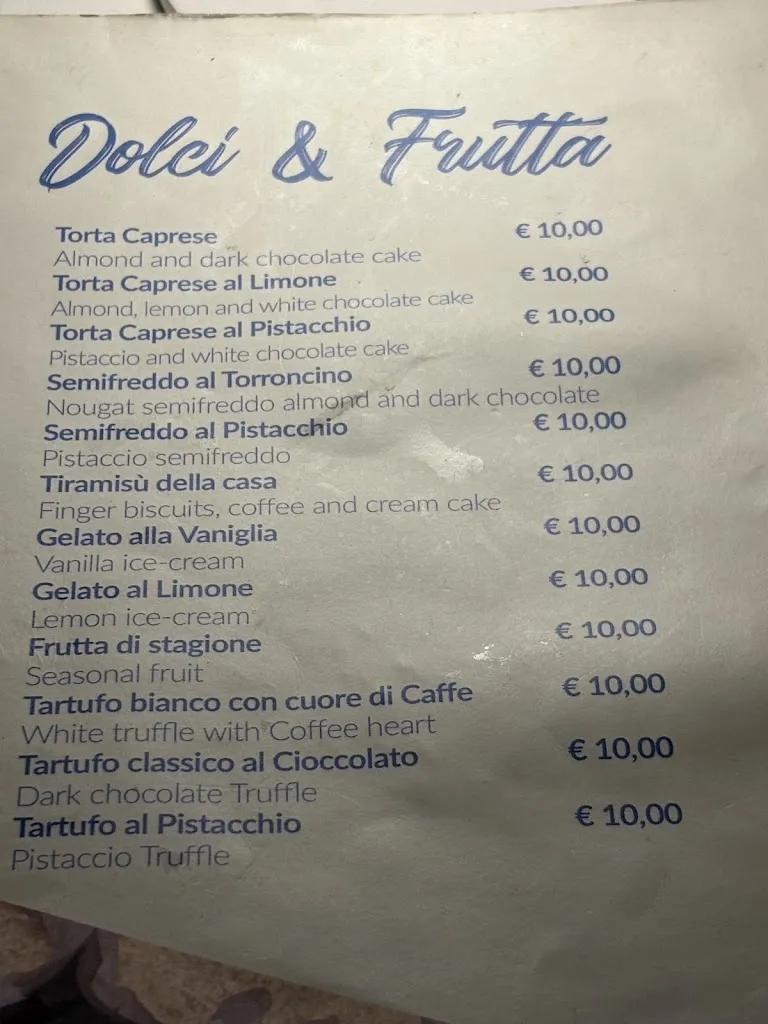 Dolci & Frutta
Torta Caprese € 10,00
Almond and dark chocolate cake
Torta Caprese al Limone € 10,00
Almond, lemon and white chocolate cake
Torta Caprese al Pistacchio € 10,00
Pistaccio and white chocolate cake
Semifreddo al Torroncino € 10,00
Nougat semifreddo almond and dark chocolate
Semifreddo al Pistacchio € 10,00
Pistaccio semifreddo
Tiramisù della casa € 10,00
Finger biscuits, coffee and cream cake
Gelato alla Vaniglia € 10,00
Vanilla ice-cream
Gelato al Limone € 10,00
Lemon ice-cream
Frutta di stagione € 10,00
Seasonal fruit
Tartufo bianco con cuore di Caffe € 10,00
White truffle with Coffee heart
Tartufo classico al Cioccolato € 10,00
Dark chocolate Truffle
Tartufo al Pistacchio € 10,00
Pistaccio Truffle